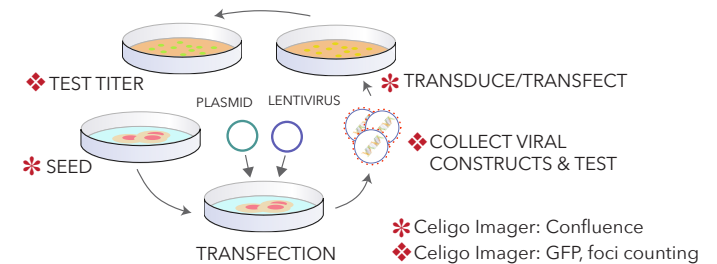 TEST TITER
TRANSDUCE/TRANSFECT
PLASMID
LENTIVIRUS
COLLECT VIRAL
CONSTRUCTS & TEST
SEED
TRANSFECTION
Celigo Imager: Confluence
Celigo Imager: GFP, foci counting